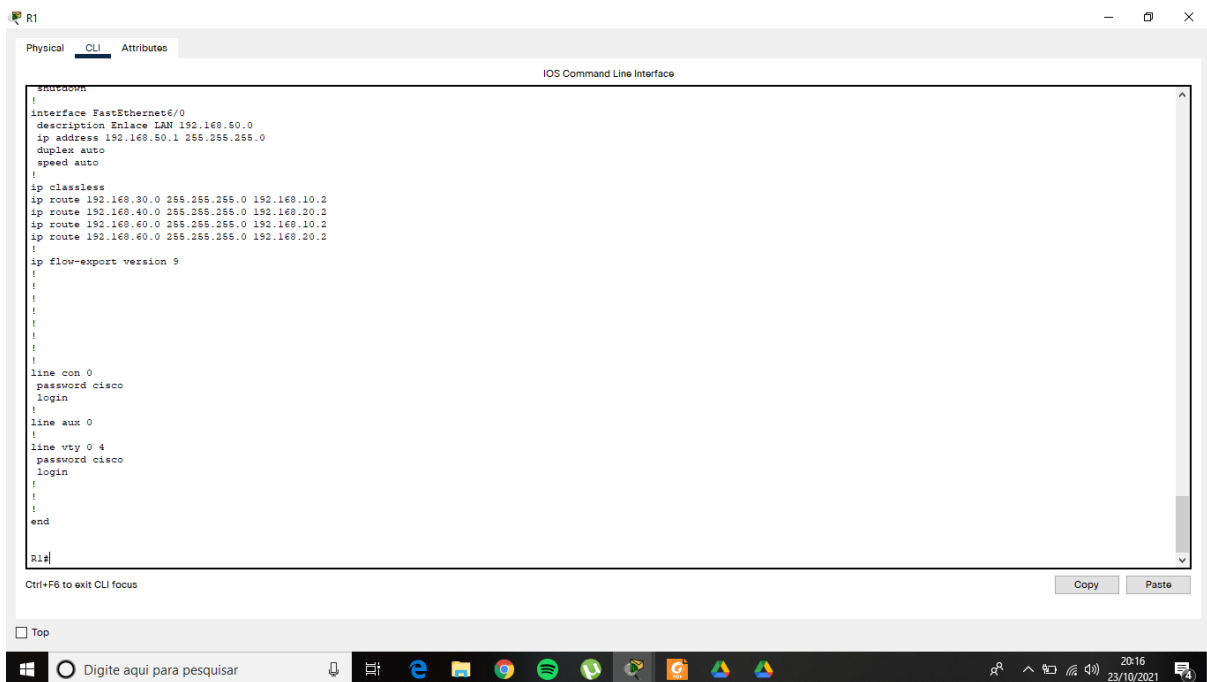 R1
Physical CLI Attributes
IOS Command Line Interface
shutdown
!
interface FastEthernet6/0
description Enlace LAN 192.168.50.0
ip address 192.168.50.1 255.255.255.0
duplex auto
speed auto
!
ip classless
ip route 192.168.30.0 255.255.255.0 192.168.10.2
ip route 192.168.40.0 255.255.255.0 192.168.20.2
ip route 192.168.60.0 255.255.255.0 192.168.10.2
ip route 192.168.60.0 255.255.255.0 192.168.20.2
!
ip flow-export version 9
!
!
!
!
!
!
!
!
line con 0
password cisco
login
!
line aux 0
!
line vty 0 4
password cisco
login
!
!
!
end
R1#
Ctrl+F6 to exit CLI focus
Copy Paste
Top
Digite aqui para pesquisar
20:16
23/10/2021
4